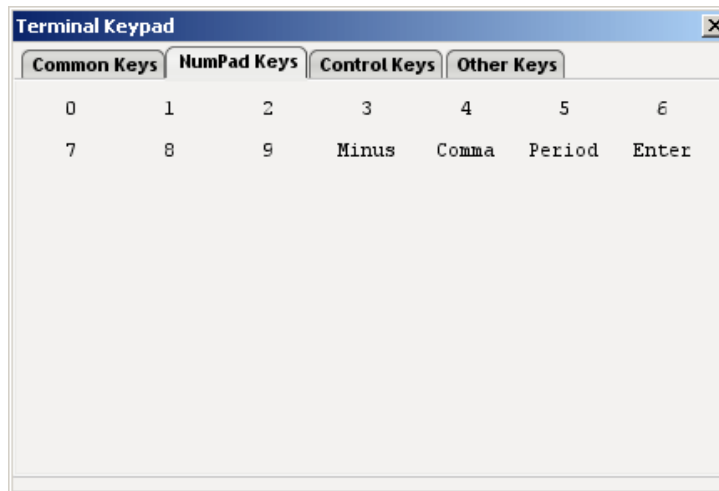 Terminal Keypad
Common Keys NumPad Keys Control Keys Other Keys
0 1 2 3 4 5 6
7 8 9 Minus Comma Period Enter